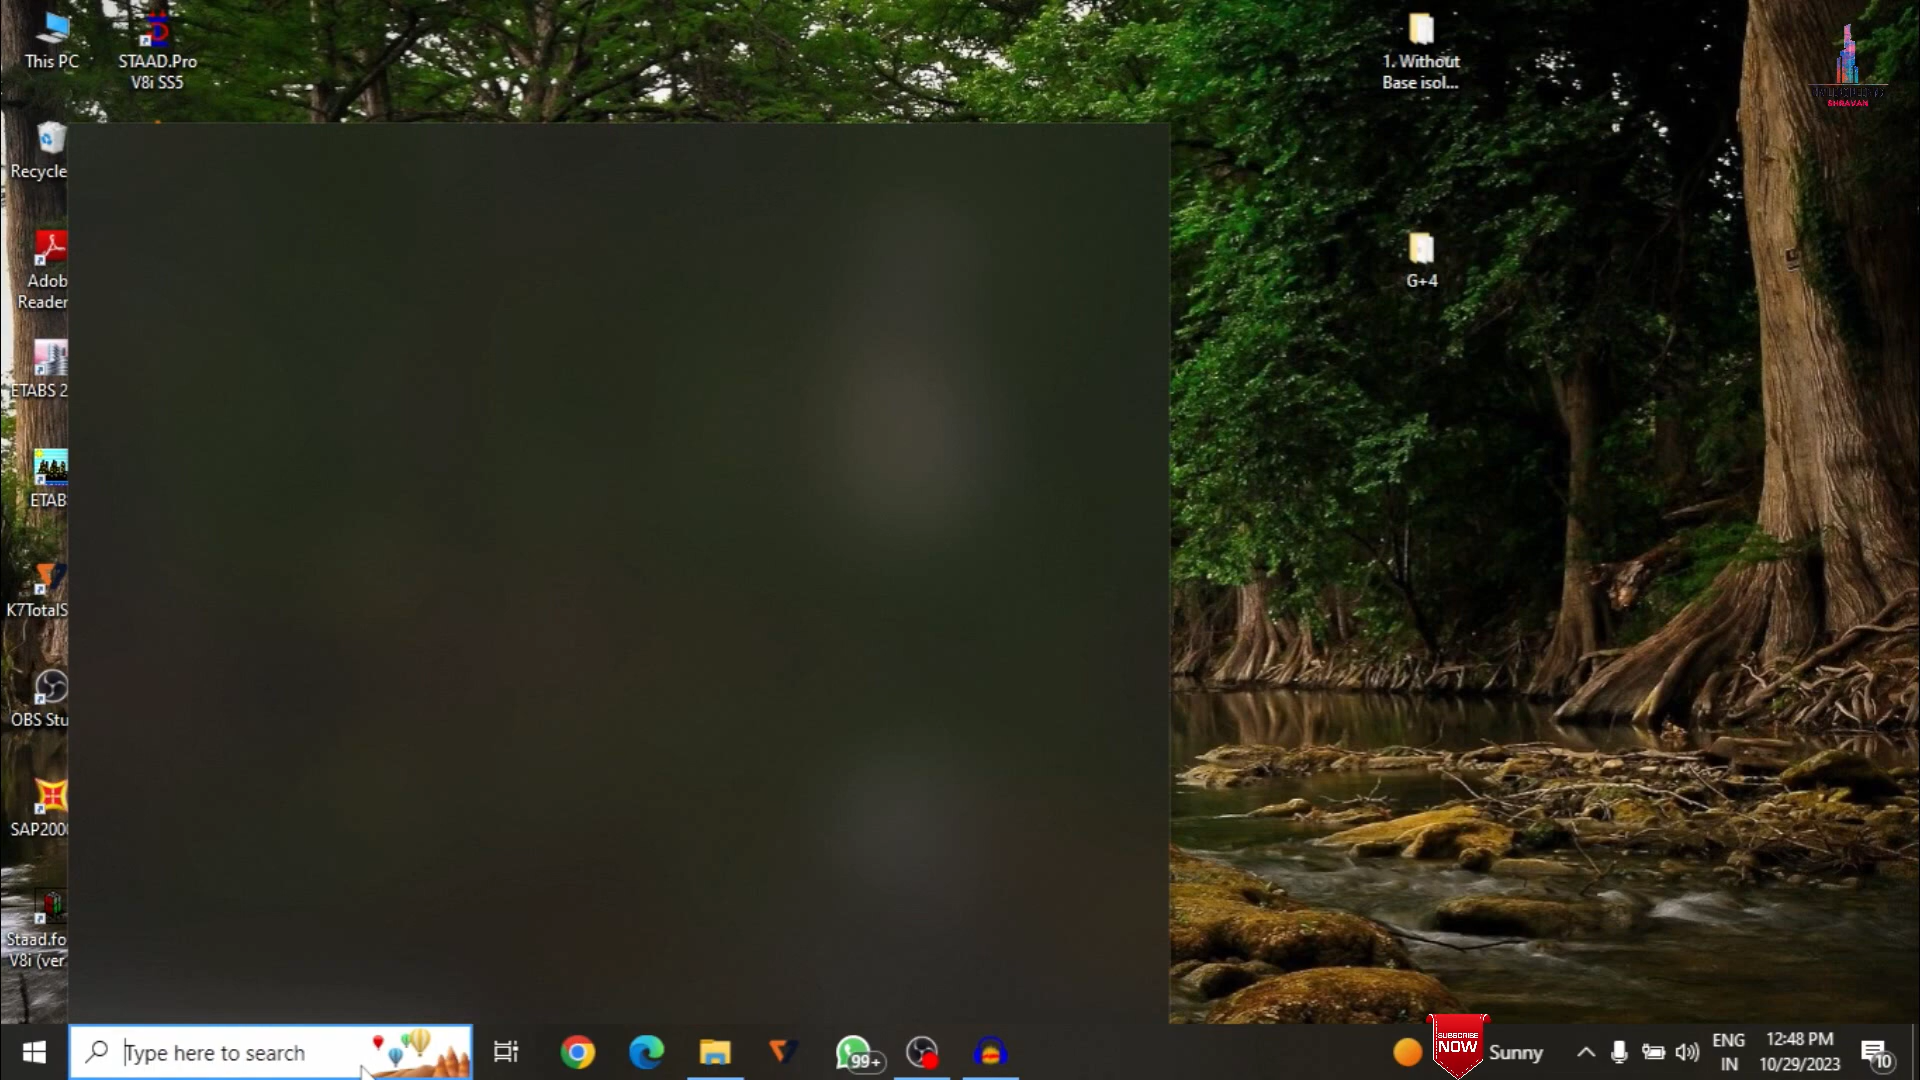 This PC
STAAD.Pro
V8i SS5
1. Without
Base isol...
SHRAVAN
Recycle
Adob
Reader
G+4
ETABS 2
ETAB
K7TotalS
OBS Stu
SAP200
Staad.fo
V8i (ver
Type here to search
99+
SUBSCRIBE
NOW
Sunny
ENG
IN
12:48 PM
10/29/2023
10